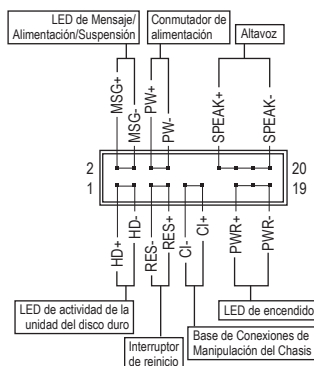 LED de Mensaje/
Alimentación/Suspensión
Conmutador de
alimentación
Altavoz
MSG+
MSG-
PW+
PW-
SPEAK+
SPEAK-
2
20
1
19
HD+
HD-
RES-
RES+
CI-
CI+
PWR+
PWR-
LED de actividad de la
unidad del disco duro
Interruptor
de reinicio
Base de Conexiones de
Manipulación del Chasis
LED de encendido